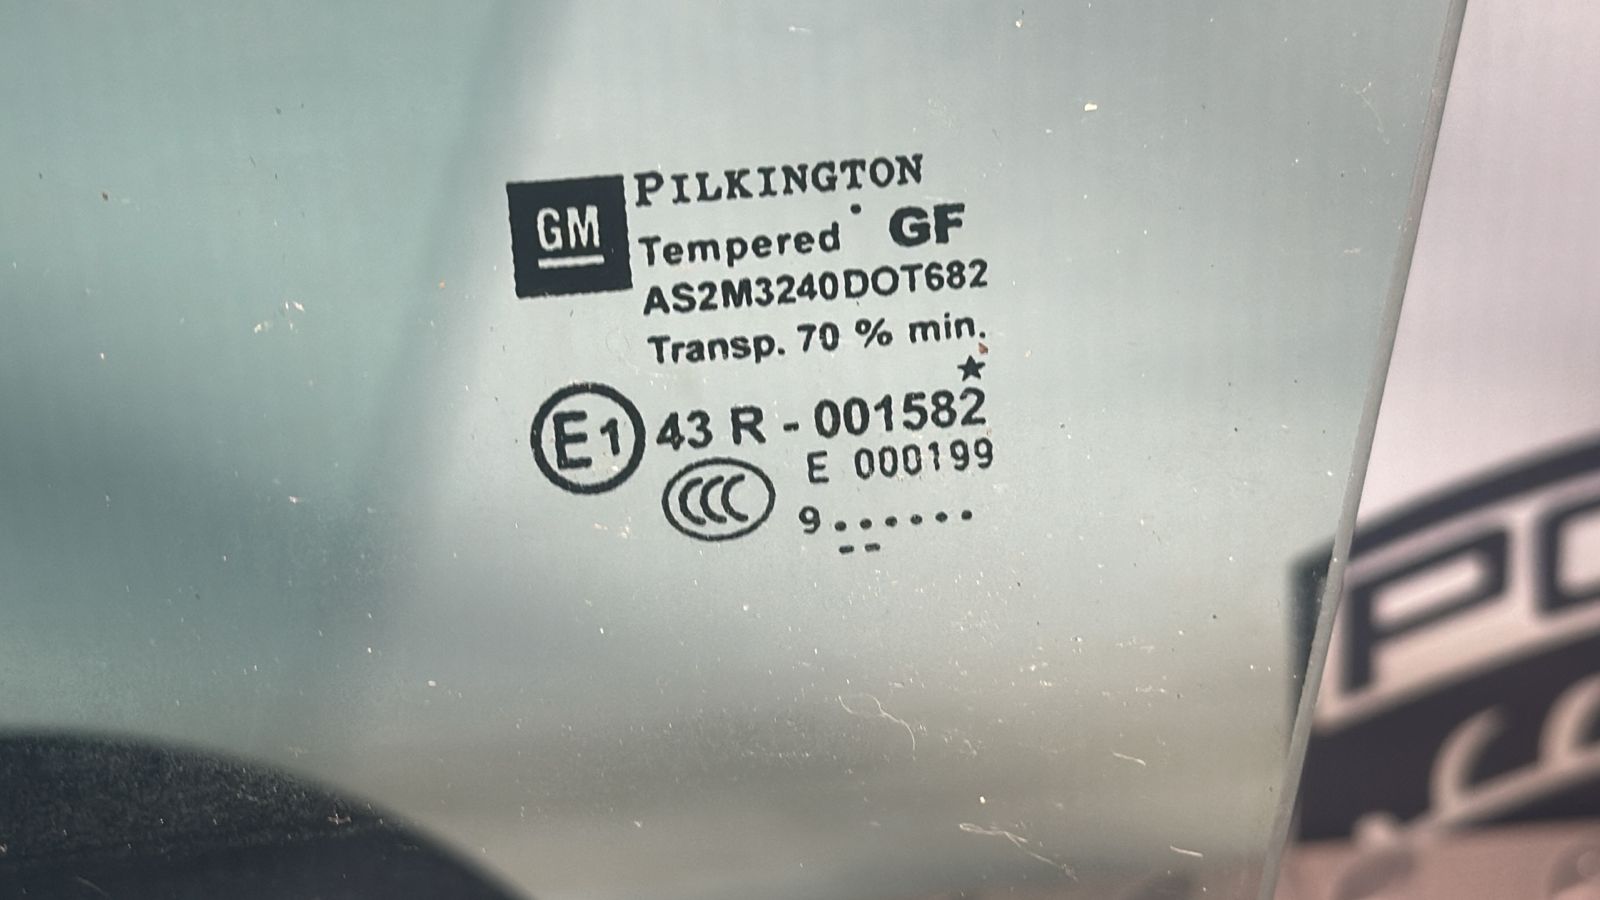 GM
PILKINGTON
Tempered GF
AS2M3240DOT682
Transp. 70 % min.
★
E1 43 R - 001582
CCC E 000199
9......
--